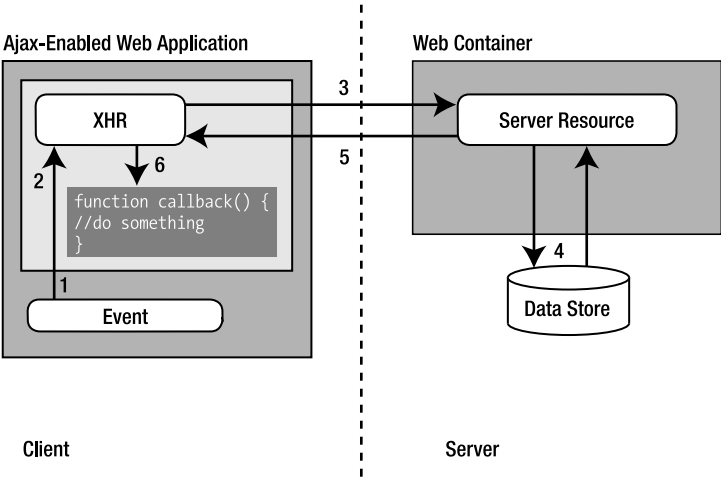 Ajax-Enabled Web Application
Web Container
3
XHR
Server Resource
5
2
6
function callback() {
//do something
}
4
1
Event
Data Store
Client
Server